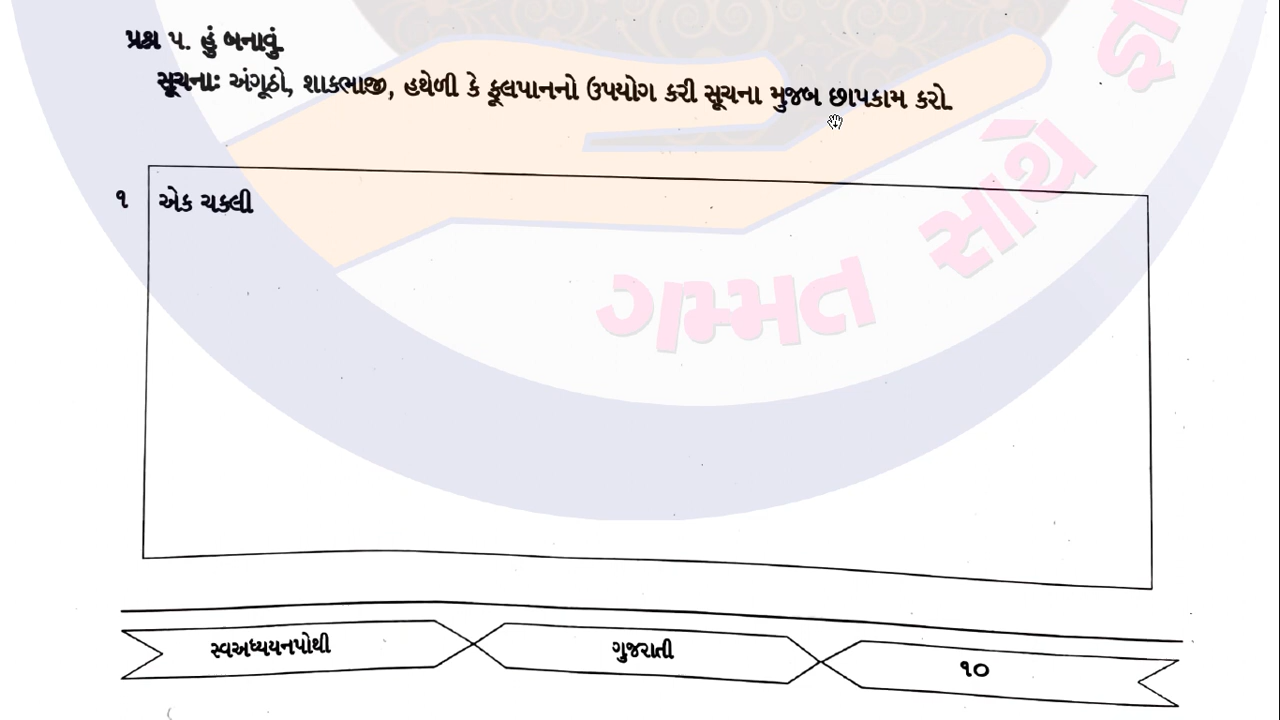 પ્રશ્ન ૫. હું બનાવું.
સૂચનાઃ અંગૂઠો, શાકભાજી, હથેળી કે ફૂલપાનનો ઉપયોગ કરી સૂચના મુજબ છાપકામ કરો.
૧ એક ચકલી
ગમ્મત સાથે
સ્વઅધ્યયનપોથી ગુજરાતી ૧૦